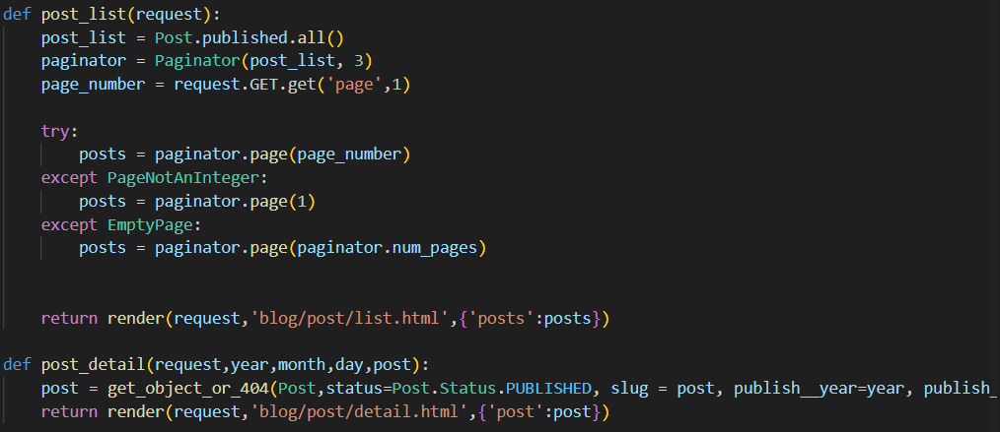 def post_list(request):
    post_list = Post.published.all()
    paginator = Paginator(post_list, 3)
    page_number = request.GET.get('page',1)
    try:
        posts = paginator.page(page_number)
    except PageNotAnInteger:
        posts = paginator.page(1)
    except EmptyPage:
        posts = paginator.page(paginator.num_pages)
    return render(request,'blog/post/list.html',{'posts':posts})
def post_detail(request,year,month,day,post):
    post = get_object_or_404(Post,status=Post.Status.PUBLISHED, slug = post, publish__year=year, publish_
    return render(request,'blog/post/detail.html',{'post':post})